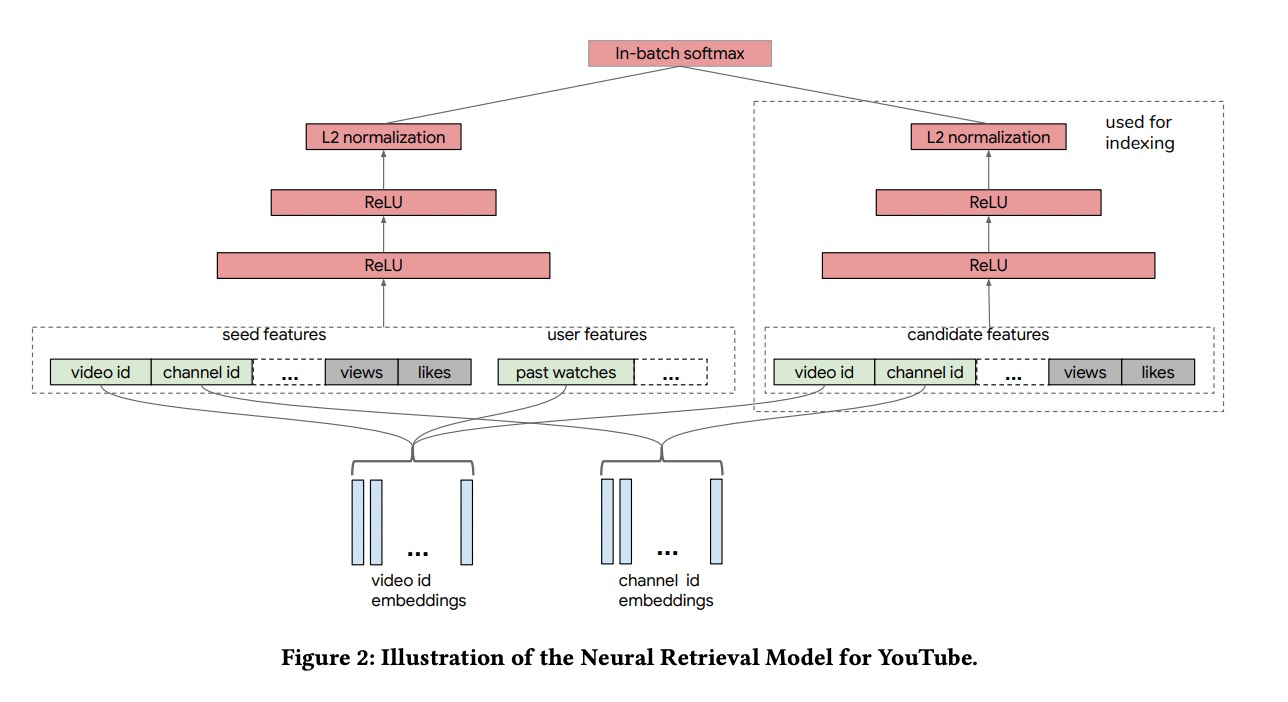 In-batch softmax
L2 normalization
L2 normalization
used for
indexing
ReLU
ReLU
ReLU
ReLU
seed features
user features
candidate features
video id
channel id
...
views
likes
past watches
...
video id
channel id
...
views
likes
...
...
video id
embeddings
channel id
embeddings
Figure 2: Illustration of the Neural Retrieval Model for YouTube.